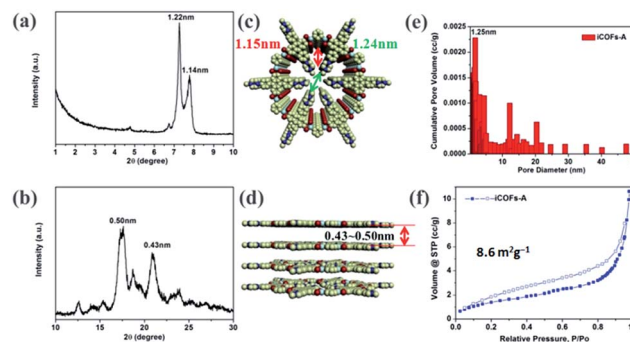 (a)
1.22nm
1.14nm
Intensity (a.u.)
1 2 3 4 5 6 7 8 9 10
2θ (degree)
(b)
0.50nm
0.43nm
Intensity (a.u.)
10 15 20 25 30
2θ (degree)
(c)
1.15nm
1.24nm
(d)
0.43~0.50nm
(e)
1.25nm
iCOFs-A
Cumulative Pore Volume (cc/g)
0.0025
0.0020
0.0015
0.0010
0.0005
0.0000
0 10 20 30 40
Pore Diameter (nm)
(f)
iCOFs-A
8.6 m²g⁻¹
Volume @ STP (cc/g)
10
8
6
4
2
0
0.0 0.2 0.4 0.6 0.8
Relative Pressure, P/Po